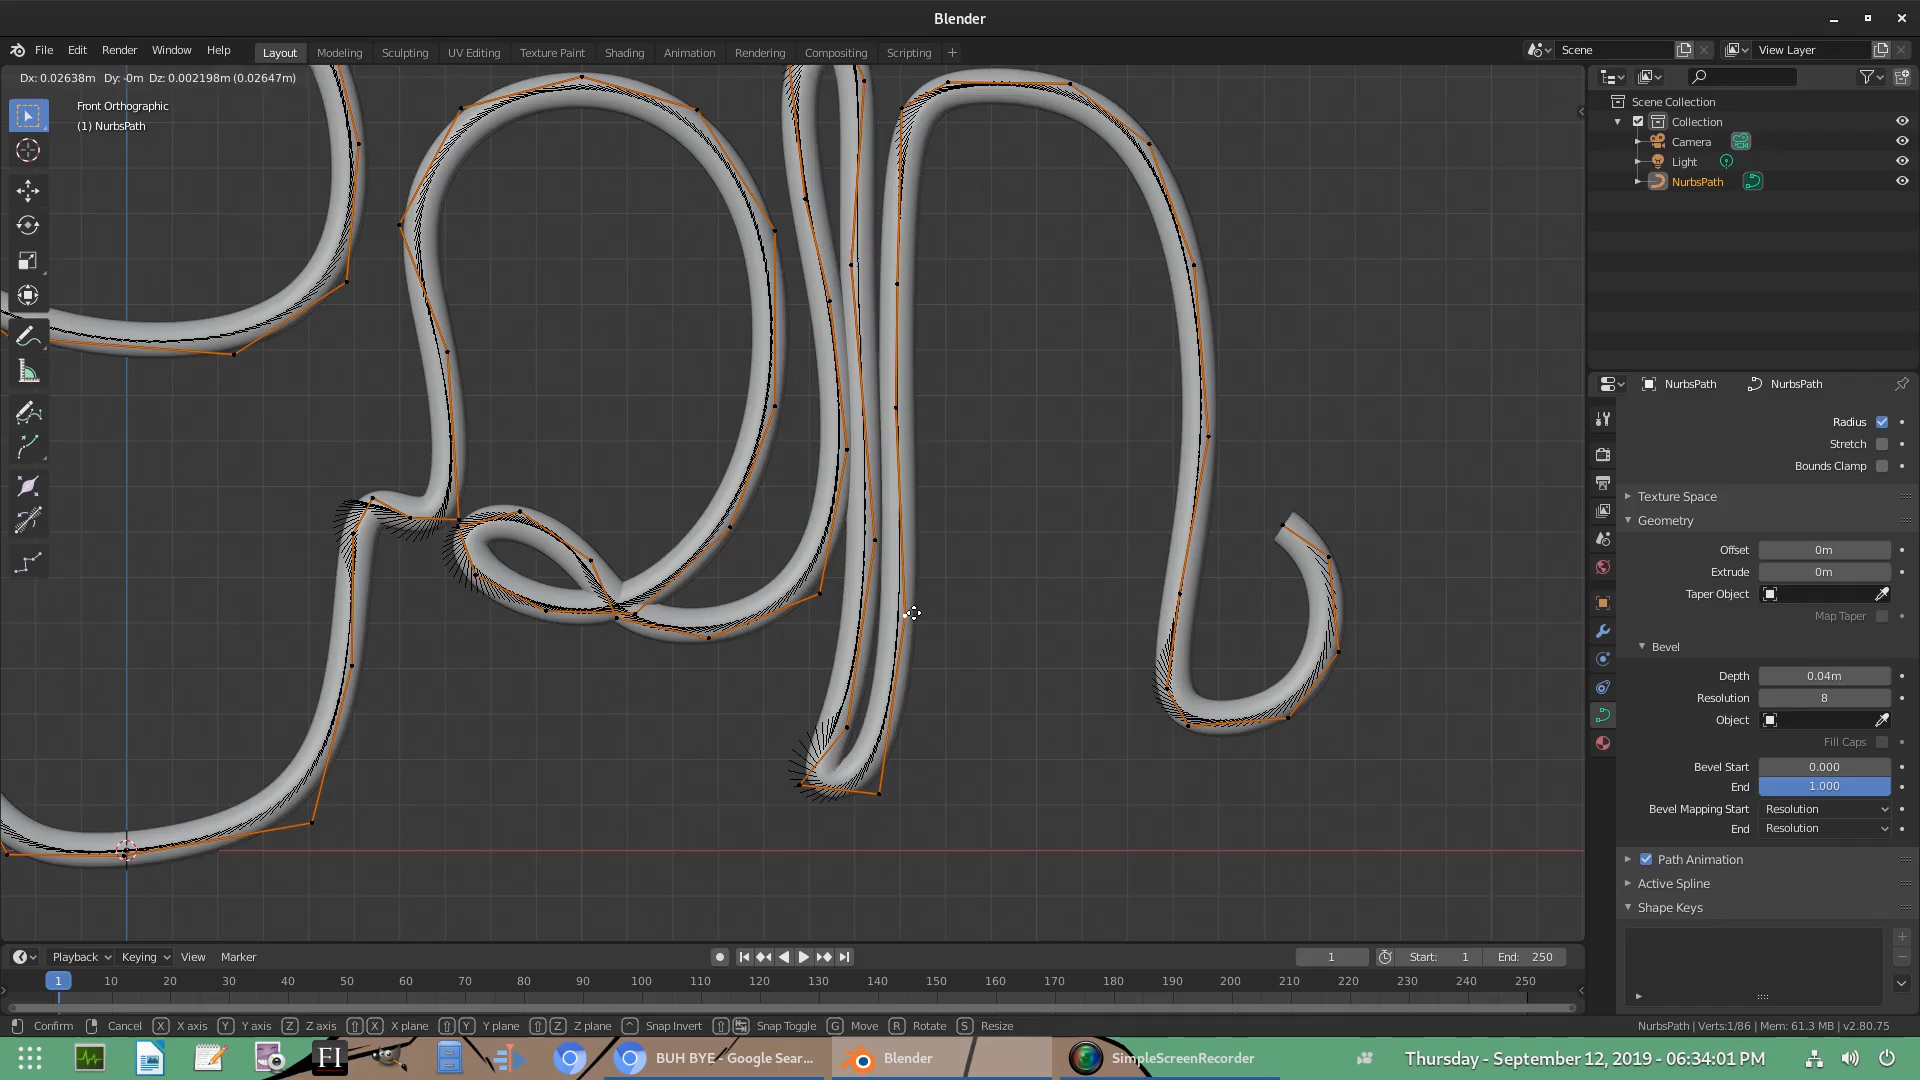 Blender
File Edit Render Window Help
Layout Modeling Sculpting UV Editing Texture Paint Shading Animation Rendering Compositing Scripting +
Scene
View Layer
Dx: 0.02638m Dy: -0m Dz: 0.002198m (0.02647m)
Front Orthographic
(1) NurbsPath
Scene Collection
Collection
Camera
Light
NurbsPath
NurbsPath NurbsPath
Radius
Stretch
Bounds Clamp
Texture Space
Geometry
Offset 0m
Extrude 0m
Taper Object
Map Taper
Bevel
Depth 0.04m
Resolution 8
Object
Fill Caps
Bevel Start 0.000
End 1.000
Bevel Mapping Start Resolution
End Resolution
Path Animation
Active Spline
Shape Keys
Playback Keying View Marker
1 Start: 1 End: 250
1 10 20 30 40 50 60 70 80 90 100 110 120 130 140 150 160 170 180 190 200 210 220 230 240 250
Confirm Cancel X X axis Y Y axis Z Z axis X X plane Y Y plane Z Z plane Snap Invert Snap Toggle G Move R Rotate S Resize
NurbsPath | Verts:1/86 | Mem: 61.3 MB | v2.80.75
FI
BUH BYE - Google Sear...
Blender
SimpleScreenRecorder
Thursday - September 12, 2019 - 06:34:01 PM